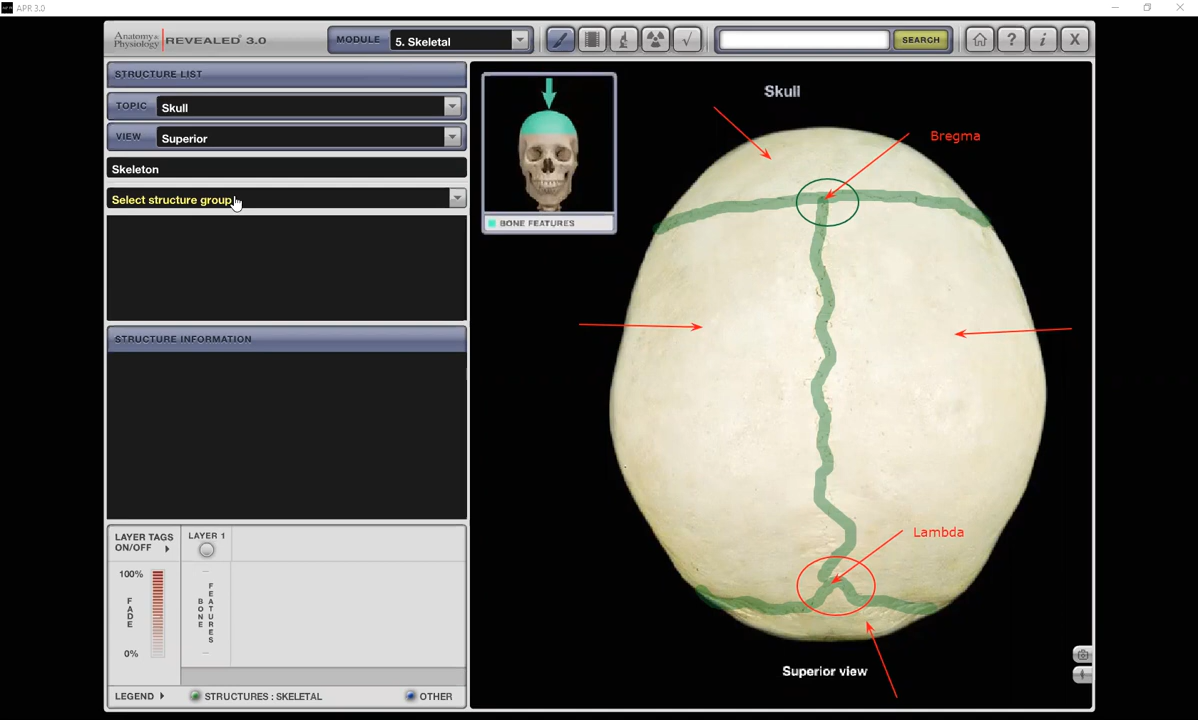 APR 3.0
Anatomy &
Physiology REVEALED® 3.0
MODULE 5. Skeletal
SEARCH
? i X
STRUCTURE LIST
TOPIC Skull
VIEW Superior
Skeleton
Select structure group
STRUCTURE INFORMATION
LAYER TAGS
ON/OFF
LAYER 1
100%
FADE
0%
BONE
FEATURES
LEGEND
STRUCTURES : SKELETAL
OTHER
BONE FEATURES
Skull
Bregma
Lambda
Superior view